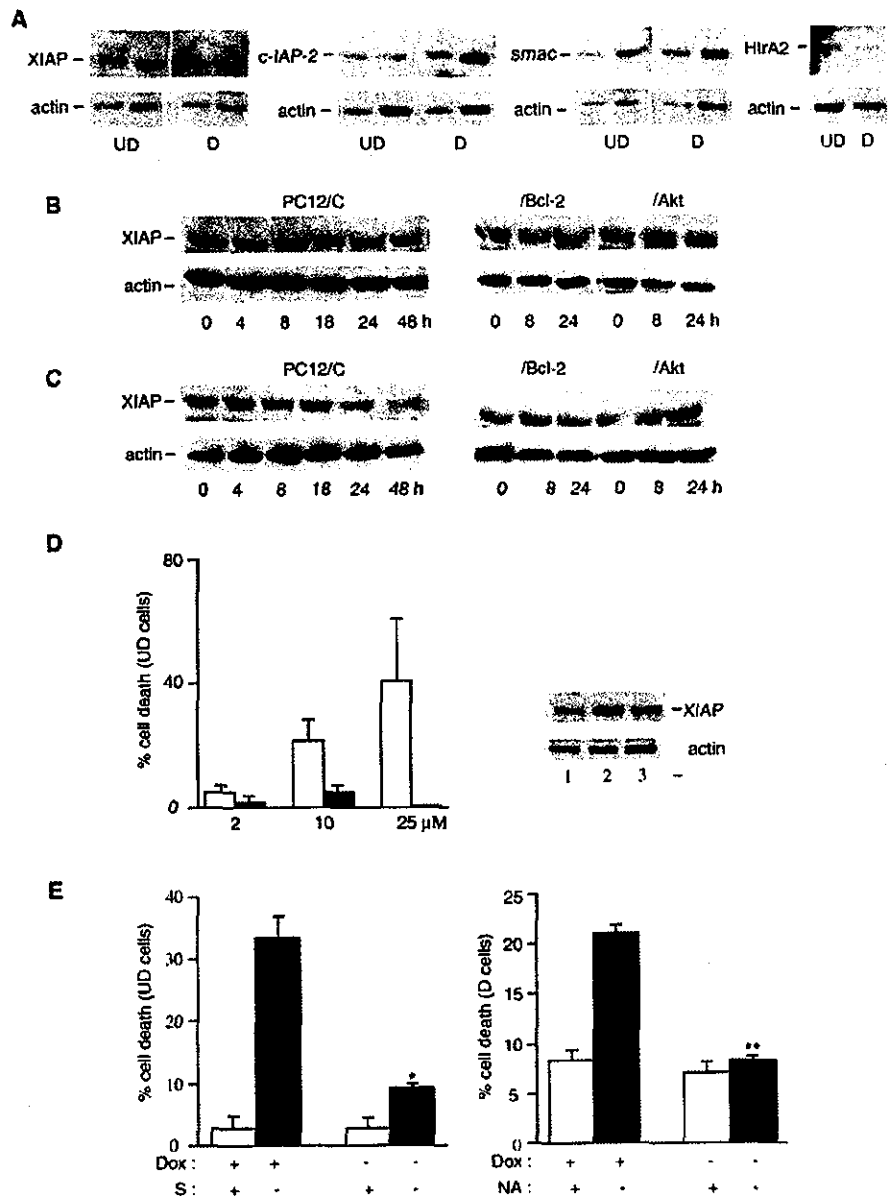 A
XIAP –
c-IAP-2 –
smac –
HtrA2 –
actin –
actin –
actin –
actin –
UD D
UD D
UD D
UD D
B
PC12/C
/Bcl-2 /Akt
XIAP –
actin –
0 4 8 18 24 48 h
0 8 24 0 8 24 h
C
PC12/C
/Bcl-2 /Akt
XIAP –
actin –
0 4 8 18 24 48 h
0 8 24 0 8 24 h
D
% cell death (UD cells)
80
40
0
2 10 25 µM
–XIAP
actin
1 2 3 –
E
% cell death (UD cells)
40
30
20
10
0
Dox : + + - -
S : + - + -
% cell death (D cells)
25
20
15
10
5
0
*
**
Dox : + + - -
NA : + - + -